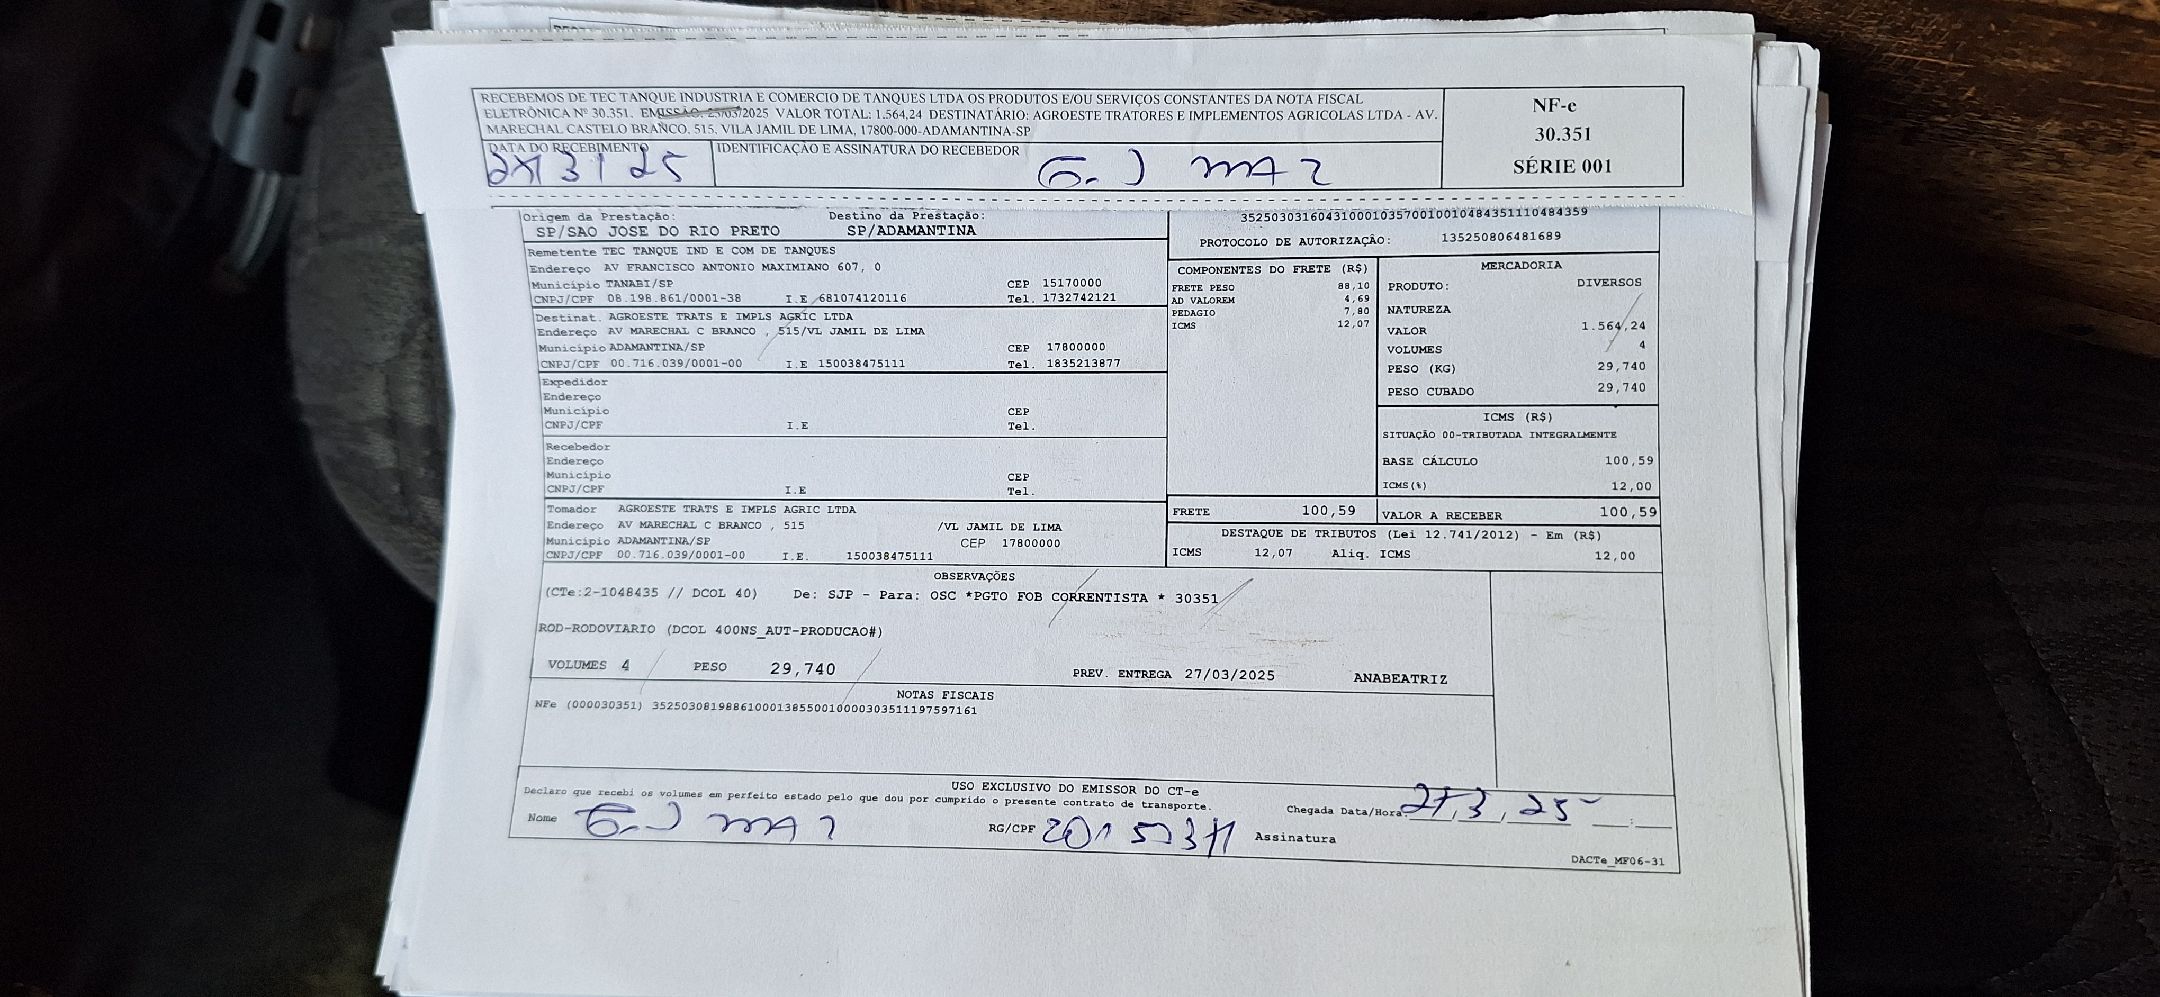 RECEBEMOS DE TEC TANQUE INDUSTRIA E COMERCIO DE TANQUES LTDA OS PRODUTOS E/OU SERVIÇOS CONSTANTES DA NOTA FISCAL
ELETRÔNICA Nº 30.351. EMISSÃO: 25/03/2025 VALOR TOTAL: 1.564,24 DESTINATÁRIO: AGROESTE TRATORES E IMPLEMENTOS AGRICOLAS LTDA - AV.
MARECHAL CASTELO BRANCO, 515, VILA JAMIL DE LIMA, 17800-000-ADAMANTINA-SP
NF-e
30.351
SÉRIE 001
DATA DO RECEBIMENTO
IDENTIFICAÇÃO E ASSINATURA DO RECEBEDOR
Origem da Prestação: Destino da Prestação:
SP/SAO JOSE DO RIO PRETO SP/ADAMANTINA
35250303160431000103570010010484351110484359
PROTOCOLO DE AUTORIZAÇÃO: 135250806481689
Remetente TEC TANQUE IND E COM DE TANQUES
Endereço AV FRANCISCO ANTONIO MAXIMIANO 607, 0
Município TANABI/SP CEP 15170000
CNPJ/CPF 08.198.861/0001-38 I.E 681074120116 Tel. 1732742121
Destinat. AGROESTE TRATS E IMPLS AGRIC LTDA
Endereço AV MARECHAL C BRANCO , 515/VL JAMIL DE LIMA
Município ADAMANTINA/SP CEP 17800000
CNPJ/CPF 00.716.039/0001-00 I.E 150038475111 Tel. 1835213877
Expedidor
Endereço
Município CEP
CNPJ/CPF I.E Tel.
Recebedor
Endereço
Município CEP
CNPJ/CPF I.E Tel.
Tomador AGROESTE TRATS E IMPLS AGRIC LTDA
Endereço AV MARECHAL C BRANCO , 515 /VL JAMIL DE LIMA
Município ADAMANTINA/SP CEP 17800000
CNPJ/CPF 00.716.039/0001-00 I.E. 150038475111
COMPONENTES DO FRETE (R$)
FRETE PESO 88,10
AD VALOREM 4,69
PEDAGIO 7,80
ICMS 12,07
MERCADORIA
PRODUTO: DIVERSOS
NATUREZA
VALOR 1.564,24
VOLUMES 4
PESO (KG) 29,740
PESO CUBADO 29,740
ICMS (R$)
SITUAÇÃO 00-TRIBUTADA INTEGRALMENTE
BASE CÁLCULO 100,59
ICMS(%) 12,00
FRETE 100,59 VALOR A RECEBER 100,59
DESTAQUE DE TRIBUTOS (Lei 12.741/2012) - Em (R$)
ICMS 12,07 Aliq. ICMS 12,00
OBSERVAÇÕES
(CTe:2-1048435 // DCOL 40) De: SJP - Para: OSC *PGTO FOB CORRENTISTA * 30351
ROD-RODOVIARIO (DCOL 400NS_AUT-PRODUCAO#)
VOLUMES 4 PESO 29,740 PREV. ENTREGA 27/03/2025 ANABEATRIZ
NOTAS FISCAIS
NFe (000030351) 35250308198861000138550010000303511197597161
USO EXCLUSIVO DO EMISSOR DO CT-e
Declaro que recebi os volumes em perfeito estado pelo que dou por cumprido o presente contrato de transporte.
Chegada Data/Hora 27,3,25
Nome RG/CPF Assinatura
DACTe_MF06-31